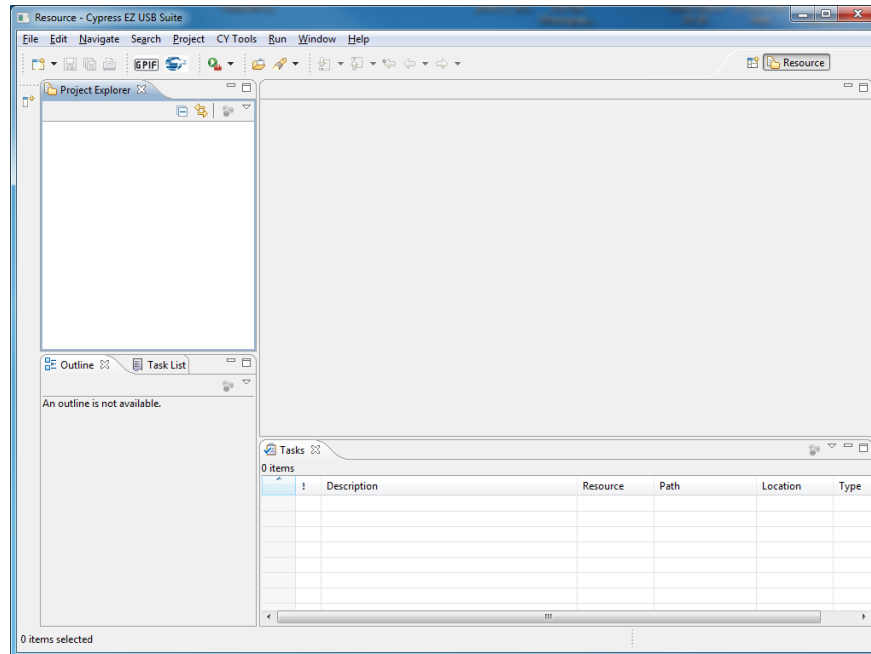 Resource - Cypress EZ USB Suite
File Edit Navigate Search Project CY Tools Run Window Help
GPIF Resource
Project Explorer
Outline Task List
An outline is not available.
Tasks
0 items
! Description Resource Path Location Type
0 items selected